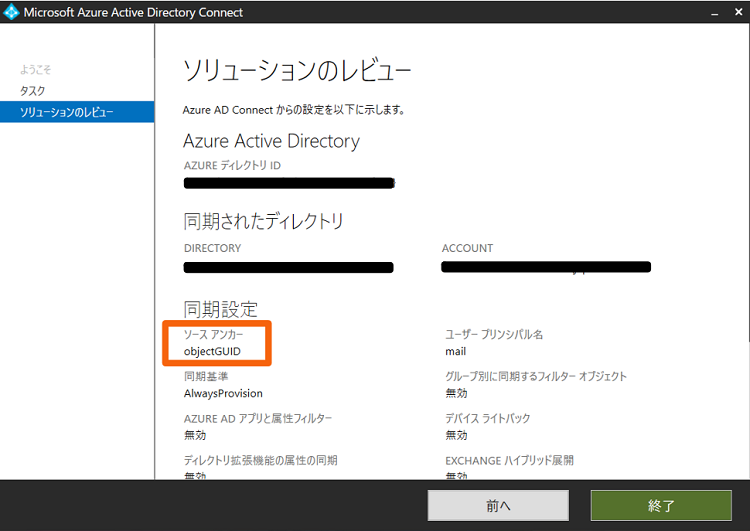 Microsoft Azure Active Directory Connect
ようこそ
タスク
ソリューションのレビュー
ソリューションのレビュー
Azure AD Connect からの設定を以下に示します。
Azure Active Directory
AZURE ディレクトリ ID
同期されたディレクトリ
DIRECTORY
ACCOUNT
同期設定
ソース アンカー
objectGUID
ユーザー プリンシパル名
mail
同期基準
AlwaysProvision
グループ別に同期するフィルター オブジェクト
無効
AZURE AD アプリと属性フィルター
無効
デバイス ライトバック
無効
ディレクトリ拡張機能の属性の同期
無効
EXCHANGE ハイブリッド展開
無効
前へ
終了